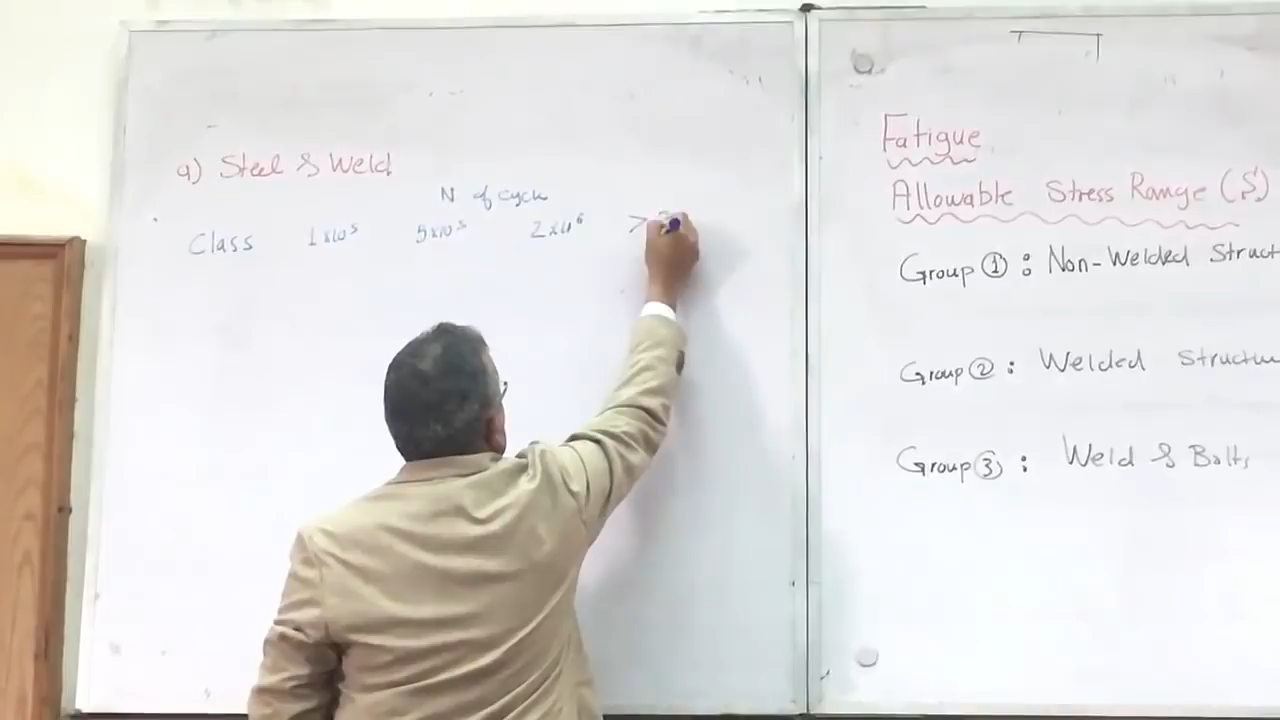 a) Steel & Weld
N of cycle
Class 1x10⁵ 5x10⁵ 2x10⁶ >
Fatigue
Allowable Stress Range (S)
Group ① : Non-Welded Struct
Group ② : Welded Structu
Group ③ : Weld & Bolts